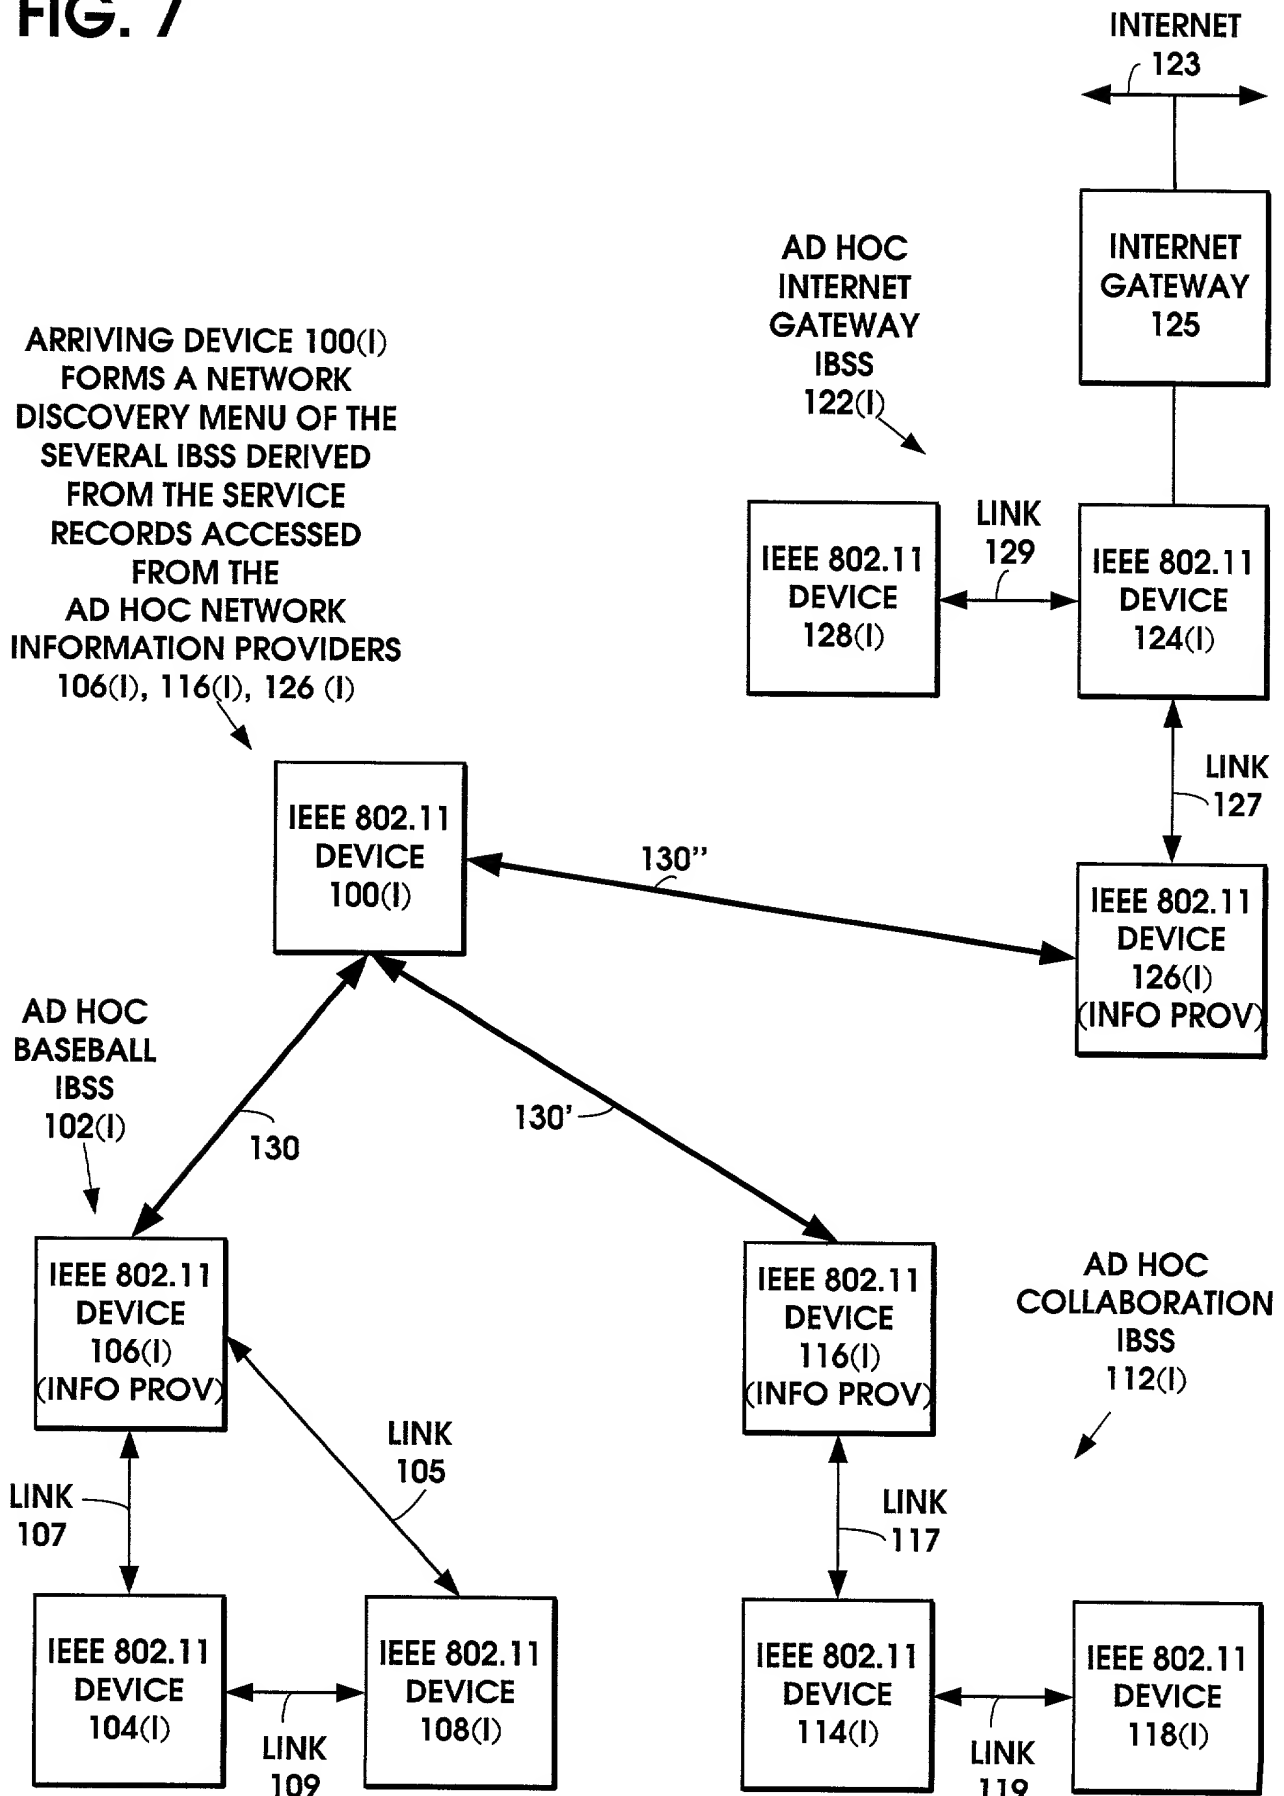 FIG. 7
INTERNET
123
INTERNET
GATEWAY
125
AD HOC
INTERNET
GATEWAY
IBSS
122(I)
ARRIVING DEVICE 100(I)
FORMS A NETWORK
DISCOVERY MENU OF THE
SEVERAL IBSS DERIVED
FROM THE SERVICE
RECORDS ACCESSED
FROM THE
AD HOC NETWORK
INFORMATION PROVIDERS
106(I), 116(I), 126 (I)
IEEE 802.11
DEVICE
128(I)
LINK
129
IEEE 802.11
DEVICE
124(I)
LINK
127
IEEE 802.11
DEVICE
100(I)
130''
IEEE 802.11
DEVICE
126(I)
(INFO PROV)
AD HOC
BASEBALL
IBSS
102(I)
130
130'
IEEE 802.11
DEVICE
106(I)
(INFO PROV)
IEEE 802.11
DEVICE
116(I)
(INFO PROV)
AD HOC
COLLABORATION
IBSS
112(I)
LINK
105
LINK
107
LINK
117
IEEE 802.11
DEVICE
104(I)
LINK
109
IEEE 802.11
DEVICE
108(I)
IEEE 802.11
DEVICE
114(I)
LINK
119
IEEE 802.11
DEVICE
118(I)